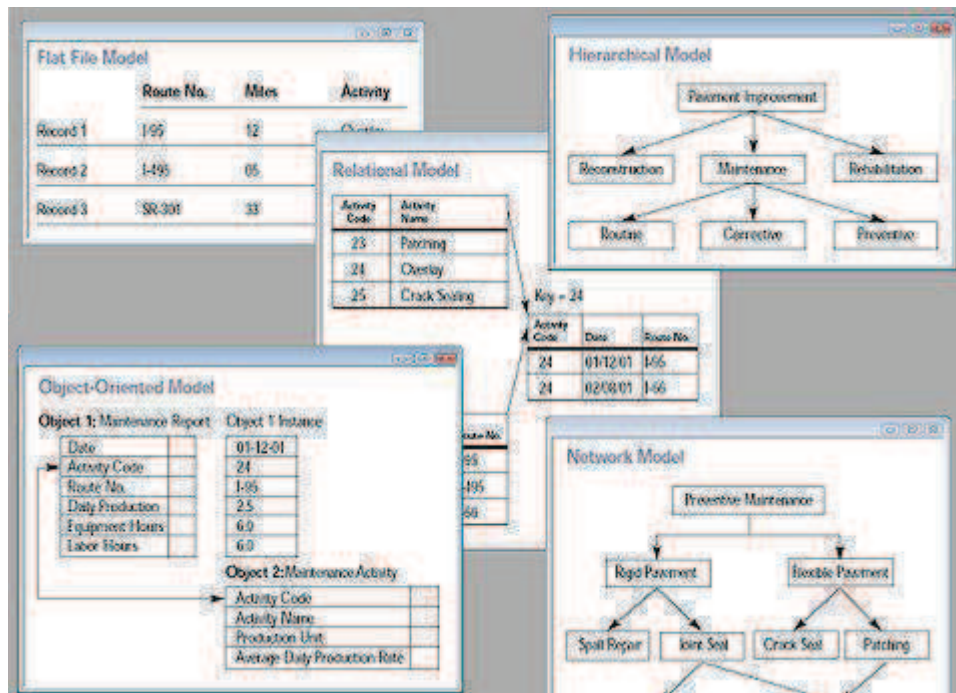 Flat File Model
Route No. Miles Activity
Record 1 I-95 12 Overlay
Record 2 I-495 05
Record 3 SR-301 33
Relational Model
Activity Code Activity Name
23 Patching
24 Overlay
25 Crack Sealing
Key = 24
Activity Code Date Route No.
24 01/12/01 I-95
24 02/08/01 I-66
Route No.
95
495
66
Hierarchical Model
Pavement Improvement
Reconstruction Maintenance Rehabilitation
Routine Corrective Preventive
Object-Oriented Model
Object 1: Maintenance Report Object 1 Instance
Date 01-12-01
Activity Code 24
Route No. I-95
Daily Production 2.5
Equipment Hours 6.0
Labor Hours 6.0
Object 2: Maintenance Activity
Activity Code
Activity Name
Production Unit
Average Daily Production Rate
Network Model
Preventive Maintenance
Rigid Pavement Flexible Pavement
Spall Repair Joint Seal Crack Seal Patching